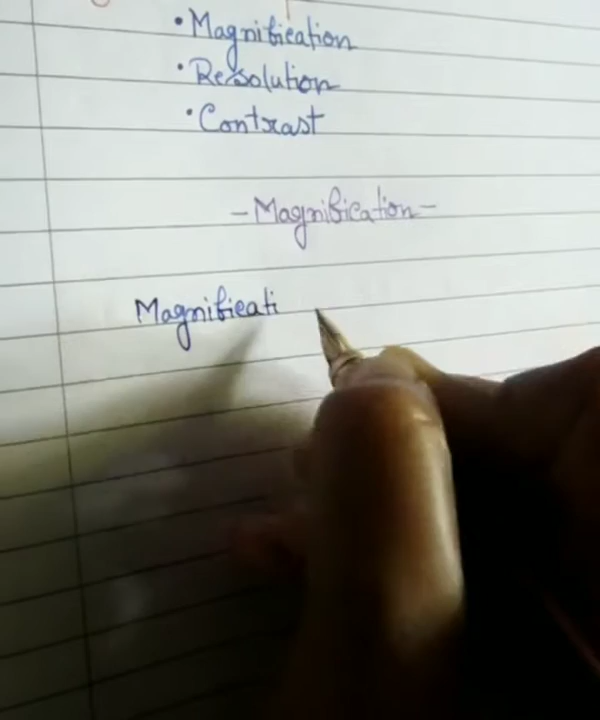 • Magnification
• Resolution
• Contrast
- Magnification -
Magnificati